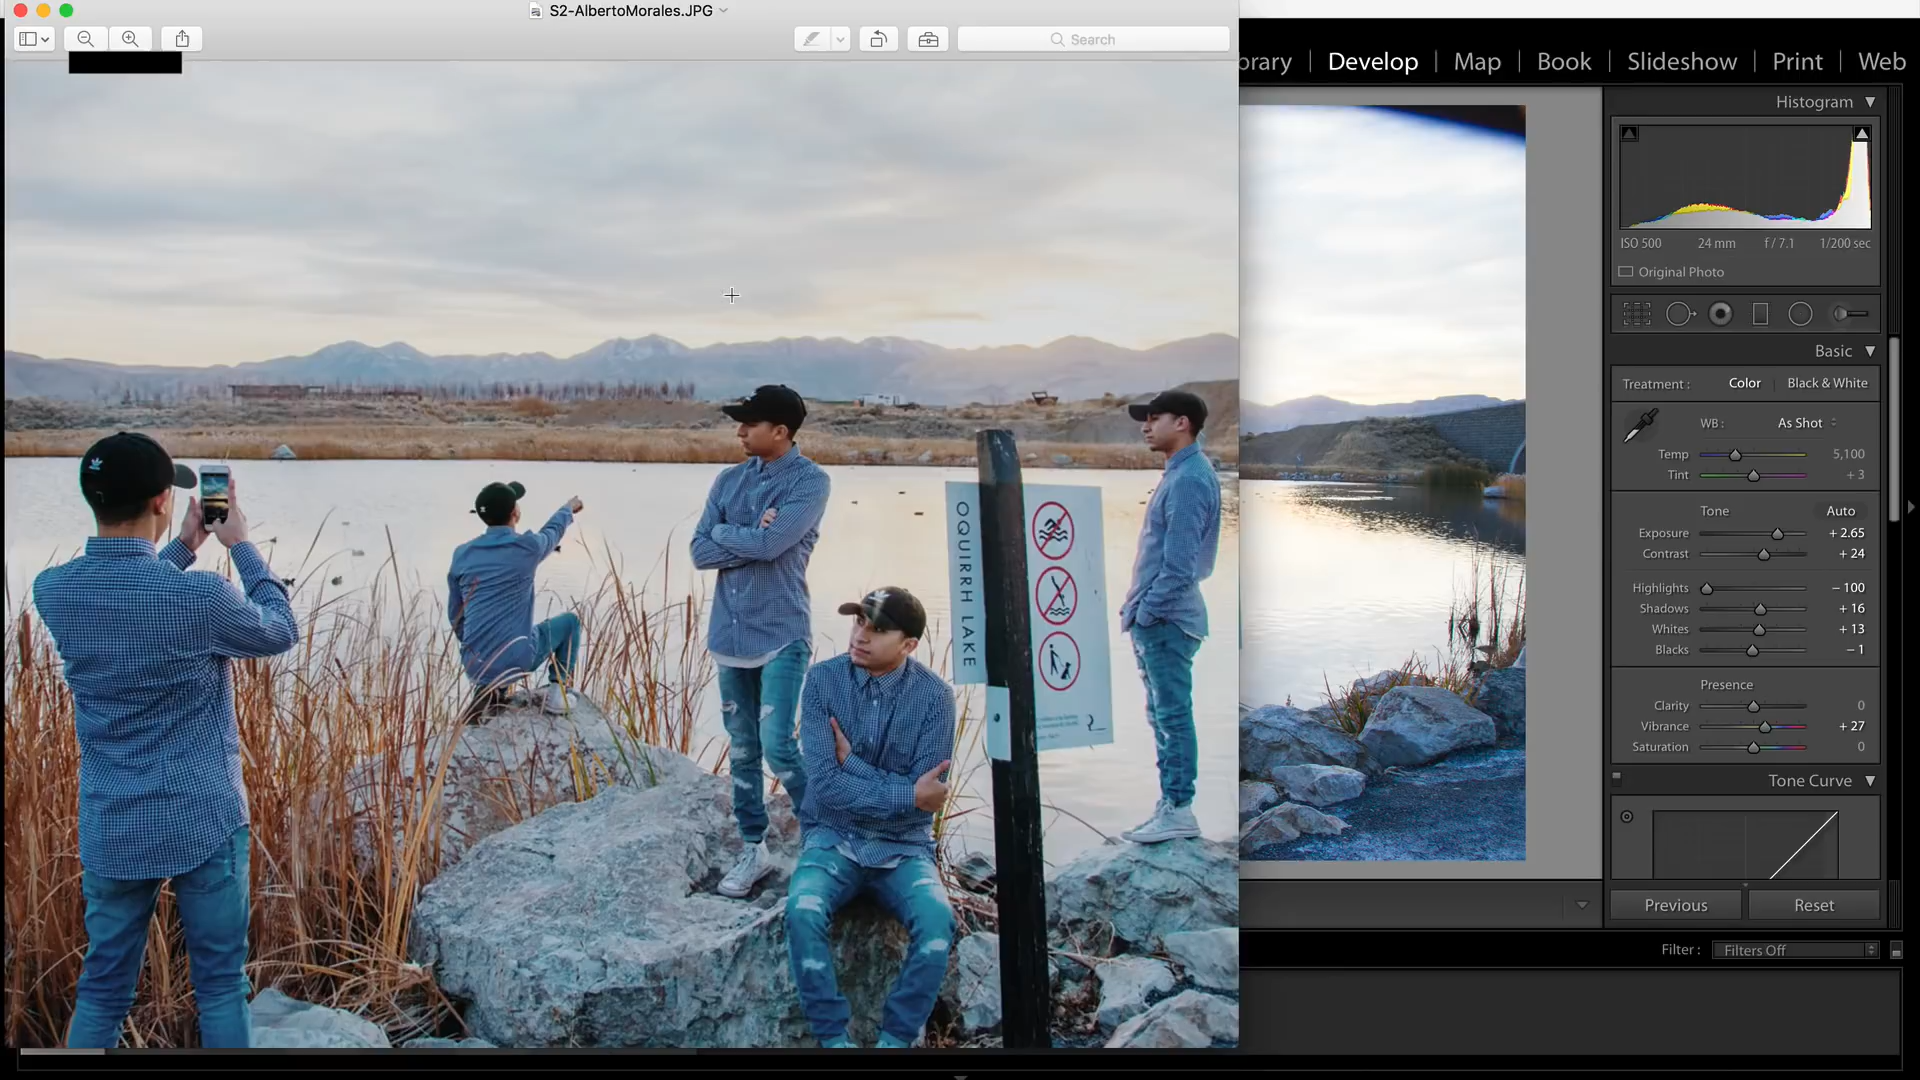 S2-AlbertoMorales.JPG
Search
brary
Develop
Map
Book
Slideshow
Print
Web
Histogram
ISO 500 24 mm f / 7.1 1/200 sec
Original Photo
Basic
Treatment : Color Black & White
WB : As Shot
Temp 5,100
Tint + 3
Tone Auto
Exposure + 2.65
Contrast + 24
Highlights − 100
Shadows + 16
Whites + 13
Blacks − 1
Presence
Clarity 0
Vibrance + 27
Saturation 0
Tone Curve
Previous Reset
Filter : Filters Off
OQUIRRH LAKE